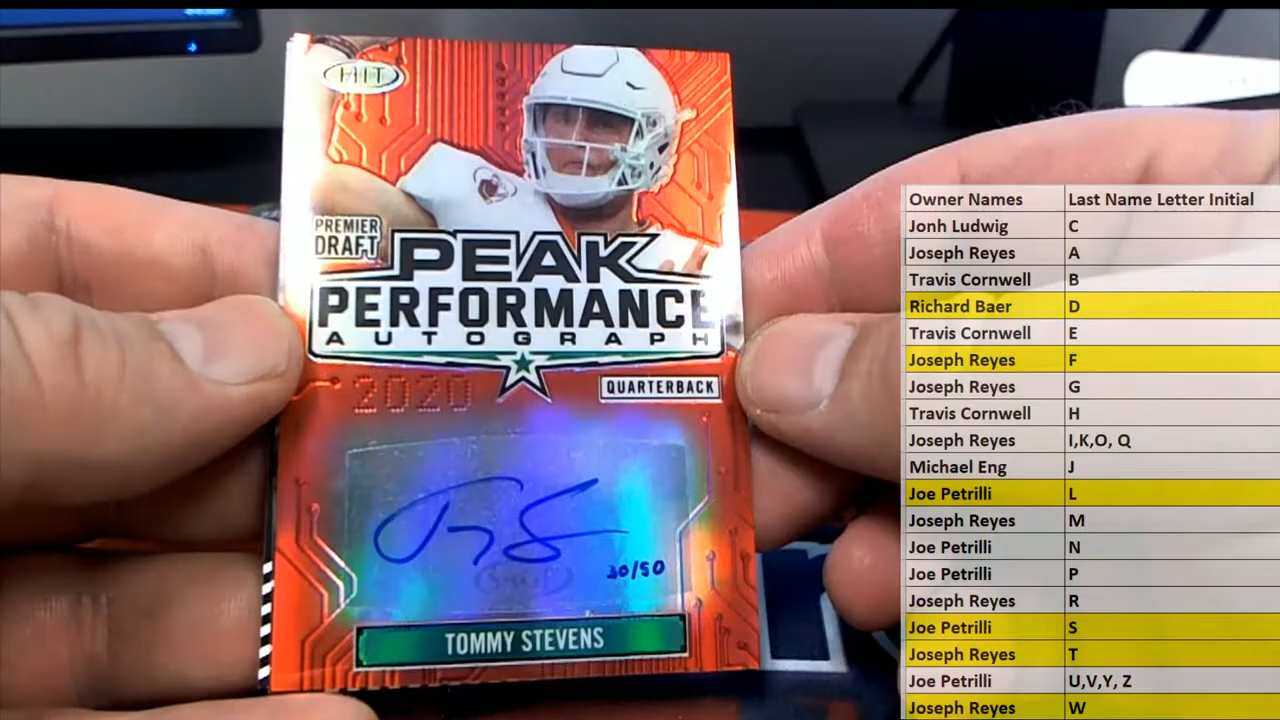 HIT
PREMIER
DRAFT
PEAK
PERFORMANCE
AUTOGRAPH
2020
QUARTERBACK
30/50
SAGE
TOMMY STEVENS
Owner Names Last Name Letter Initial
Jonh Ludwig C
Joseph Reyes A
Travis Cornwell B
Richard Baer D
Travis Cornwell E
Joseph Reyes F
Joseph Reyes G
Travis Cornwell H
Joseph Reyes I,K,O, Q
Michael Eng J
Joe Petrilli L
Joseph Reyes M
Joe Petrilli N
Joe Petrilli P
Joseph Reyes R
Joe Petrilli S
Joseph Reyes T
Joe Petrilli U,V,Y, Z
Joseph Reyes W